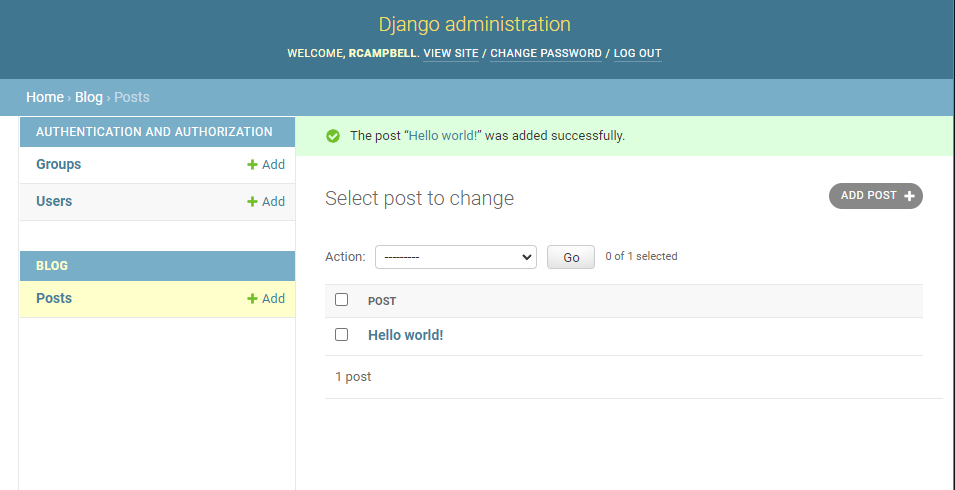 Django administration
WELCOME, RCAMPBELL. VIEW SITE / CHANGE PASSWORD / LOG OUT
Home › Blog › Posts
AUTHENTICATION AND AUTHORIZATION
Groups + Add
Users + Add
BLOG
Posts + Add
The post “Hello world!” was added successfully.
Select post to change
ADD POST +
Action: --------- Go 0 of 1 selected
POST
Hello world!
1 post